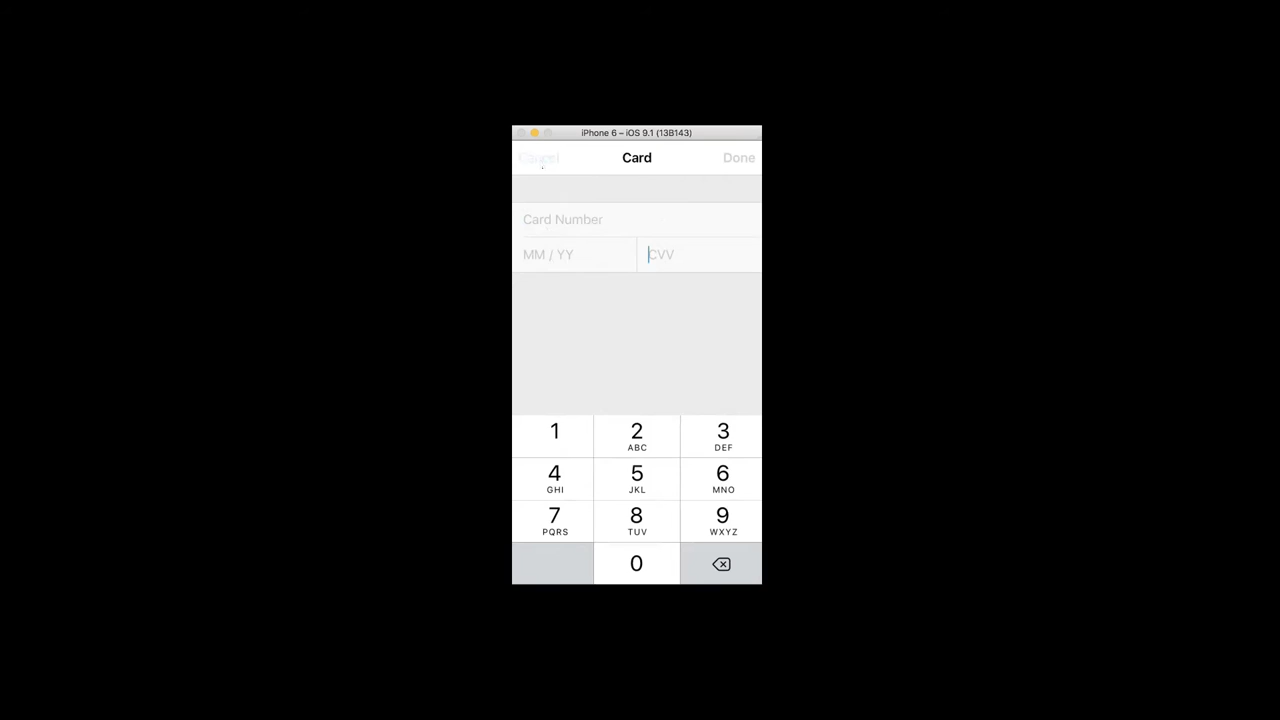 iPhone 6 – iOS 9.1 (13B143)
Cancel Card Done
Card Number
MM / YY CVV
1 2 3
ABC DEF
4 5 6
GHI JKL MNO
7 8 9
PQRS TUV WXYZ
0